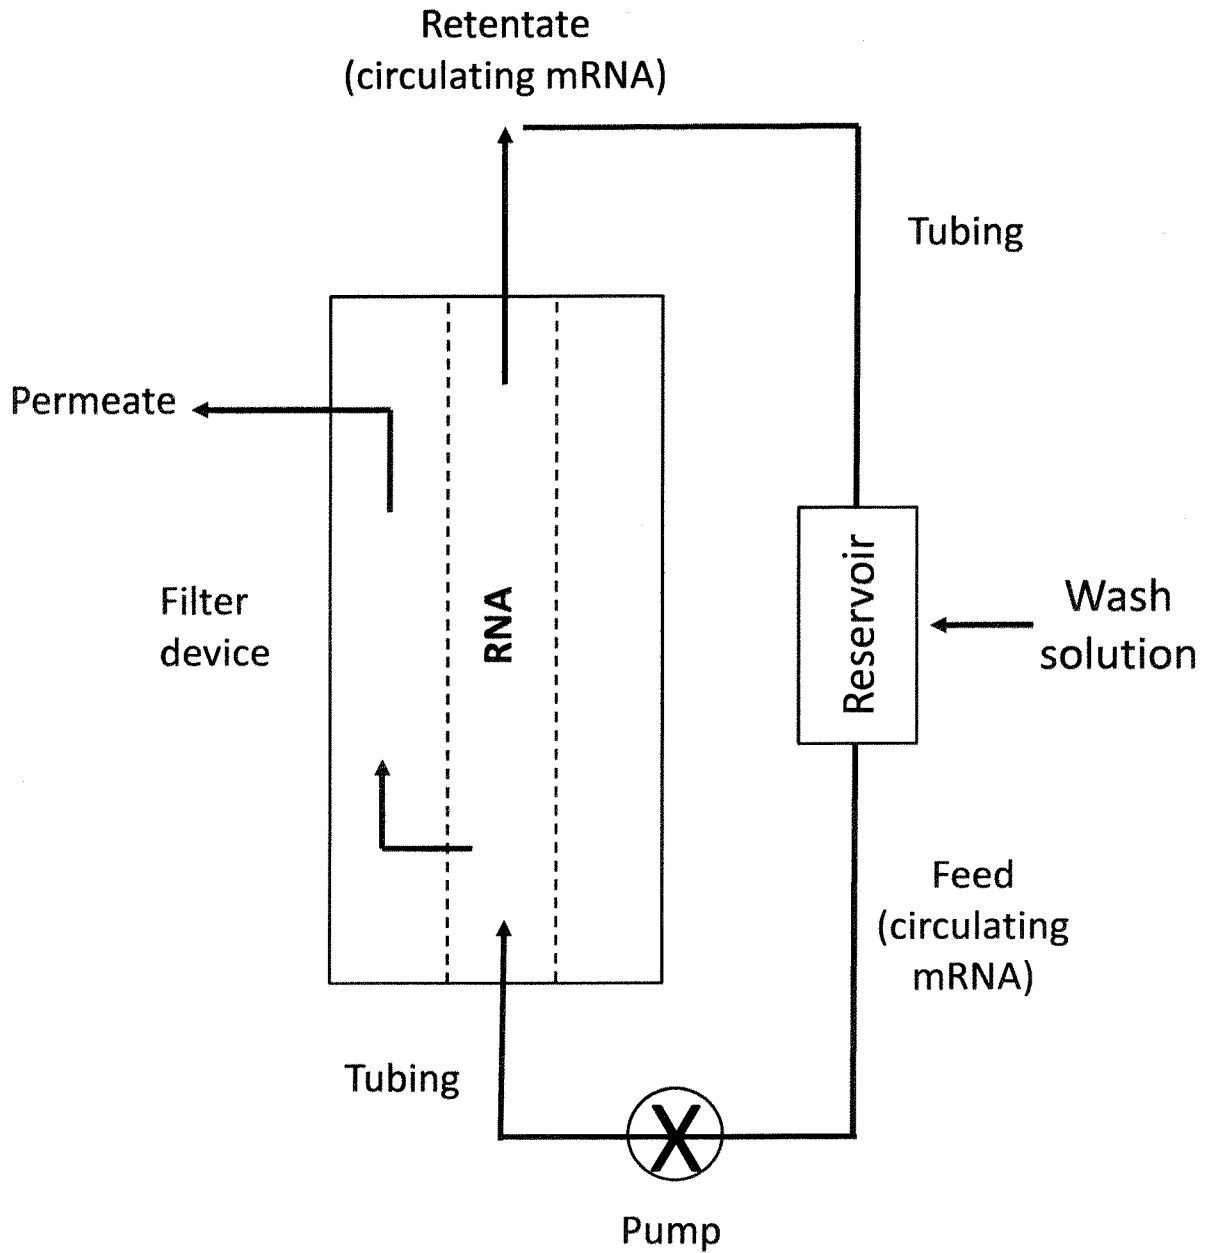 Retentate
(circulating mRNA)
Tubing
Permeate
Filter
device
RNA
Reservoir
Wash
solution
Feed
(circulating
mRNA)
Tubing
X
Pump